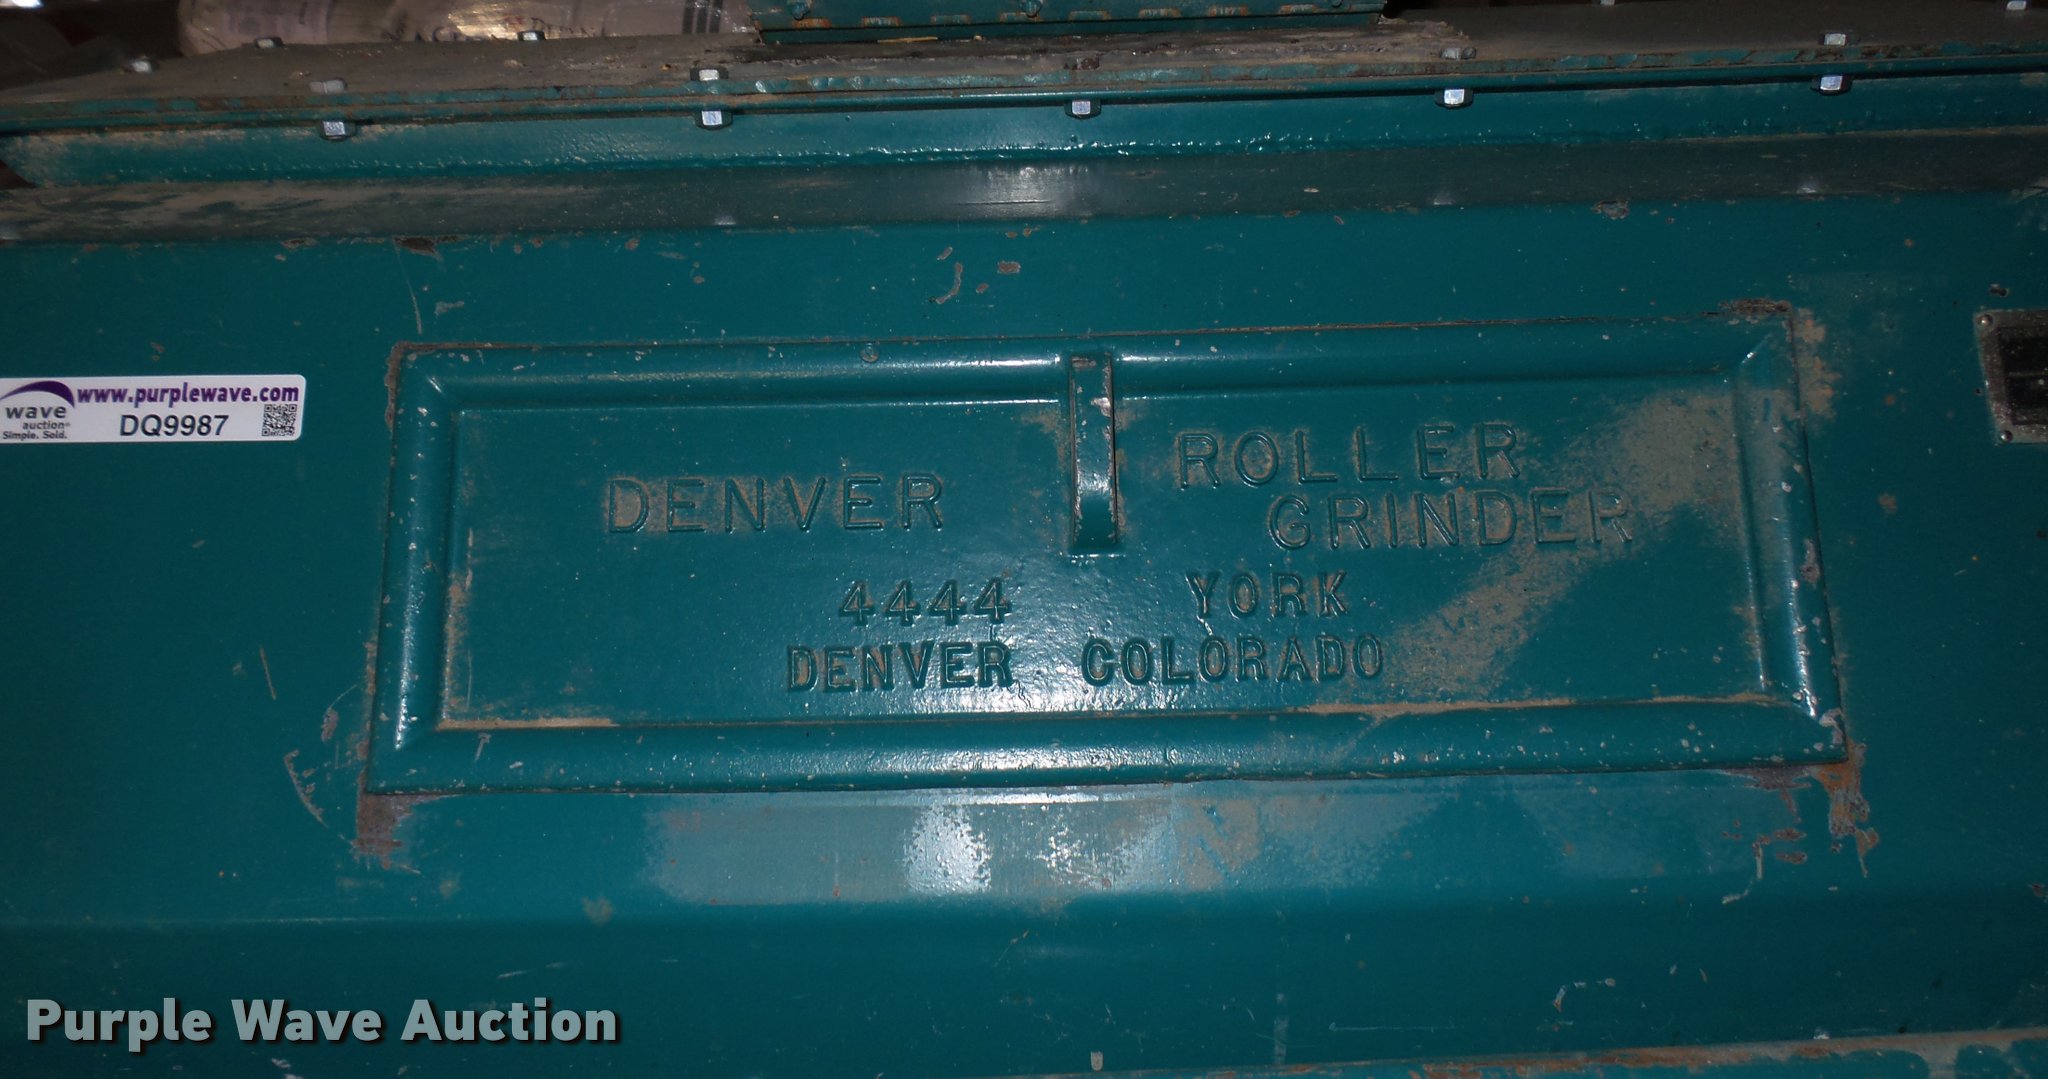 www.purplewave.com
wave
auction
Simple. Sold.
DQ9987
DENVER ROLLER
GRINDER
4444 YORK
DENVER COLORADO
Purple Wave Auction